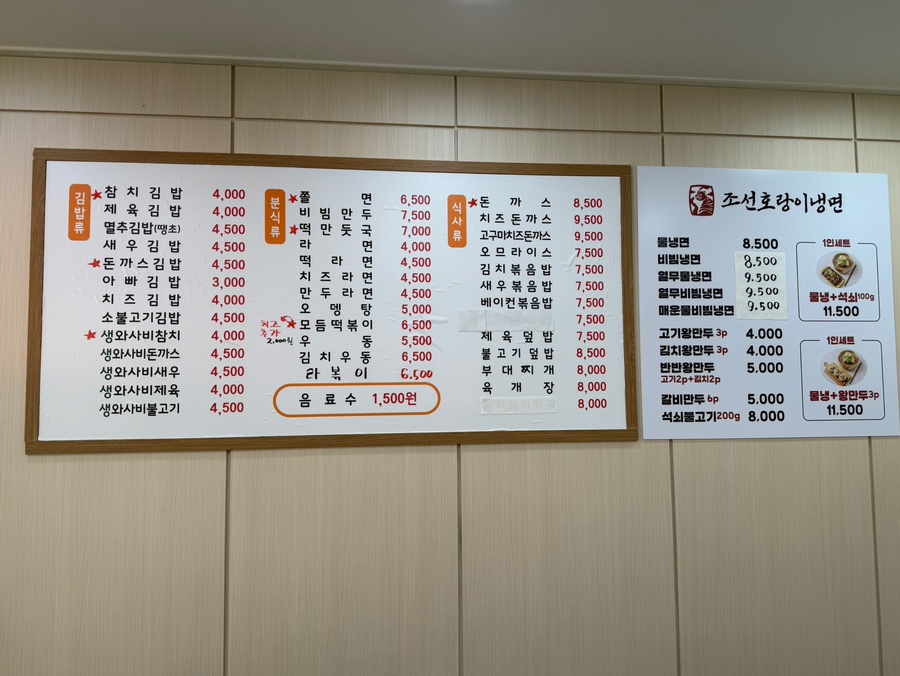 김밥류
참치김밥 4,000
제육김밥 4,000
멸추김밥(땡초) 4,500
새우김밥 4,500
돈까스김밥 4,500
아빠김밥 3,000
치즈김밥 4,000
소불고기김밥 4,500
생와사비참치 4,000
생와사비돈까스 4,500
생와사비새우 4,500
생와사비제육 4,000
생와사비불고기 4,500
분식류
쫄면 6,500
비빔만두 7,500
떡만둣국 7,000
라면 4,000
떡라면 4,500
치즈라면 4,500
만두라면 4,500
오뎅탕 5,000
모듬떡볶이 6,500
치즈
추가
2,000원
우동 5,500
김치우동 6,500
라볶이 6.500
음료수 1,500원
식사류
돈까스 8,500
치즈돈까스 9,500
고구마치즈돈까스 9,500
오므라이스 7,500
김치볶음밥 7,500
새우볶음밥 7,500
베이컨볶음밥 7,500
7,500
제육덮밥 7,500
불고기덮밥 8,500
부대찌개 8,000
육개장 8,000
8,000
조선호랑이냉면
물냉면 8.500
비빔냉면 8.500
열무물냉면 9.500
열무비빔냉면 9.500
매운물비빔냉면 9.500
고기왕만두 3p 4.000
김치왕만두 3p 4.000
반반왕만두 5.000
고기2p+김치2p
갈비만두 6p 5.000
석쇠불고기200g 8.000
1인세트
물냉+석쇠100g
11.500
1인세트
물냉+왕만두3p
11.500